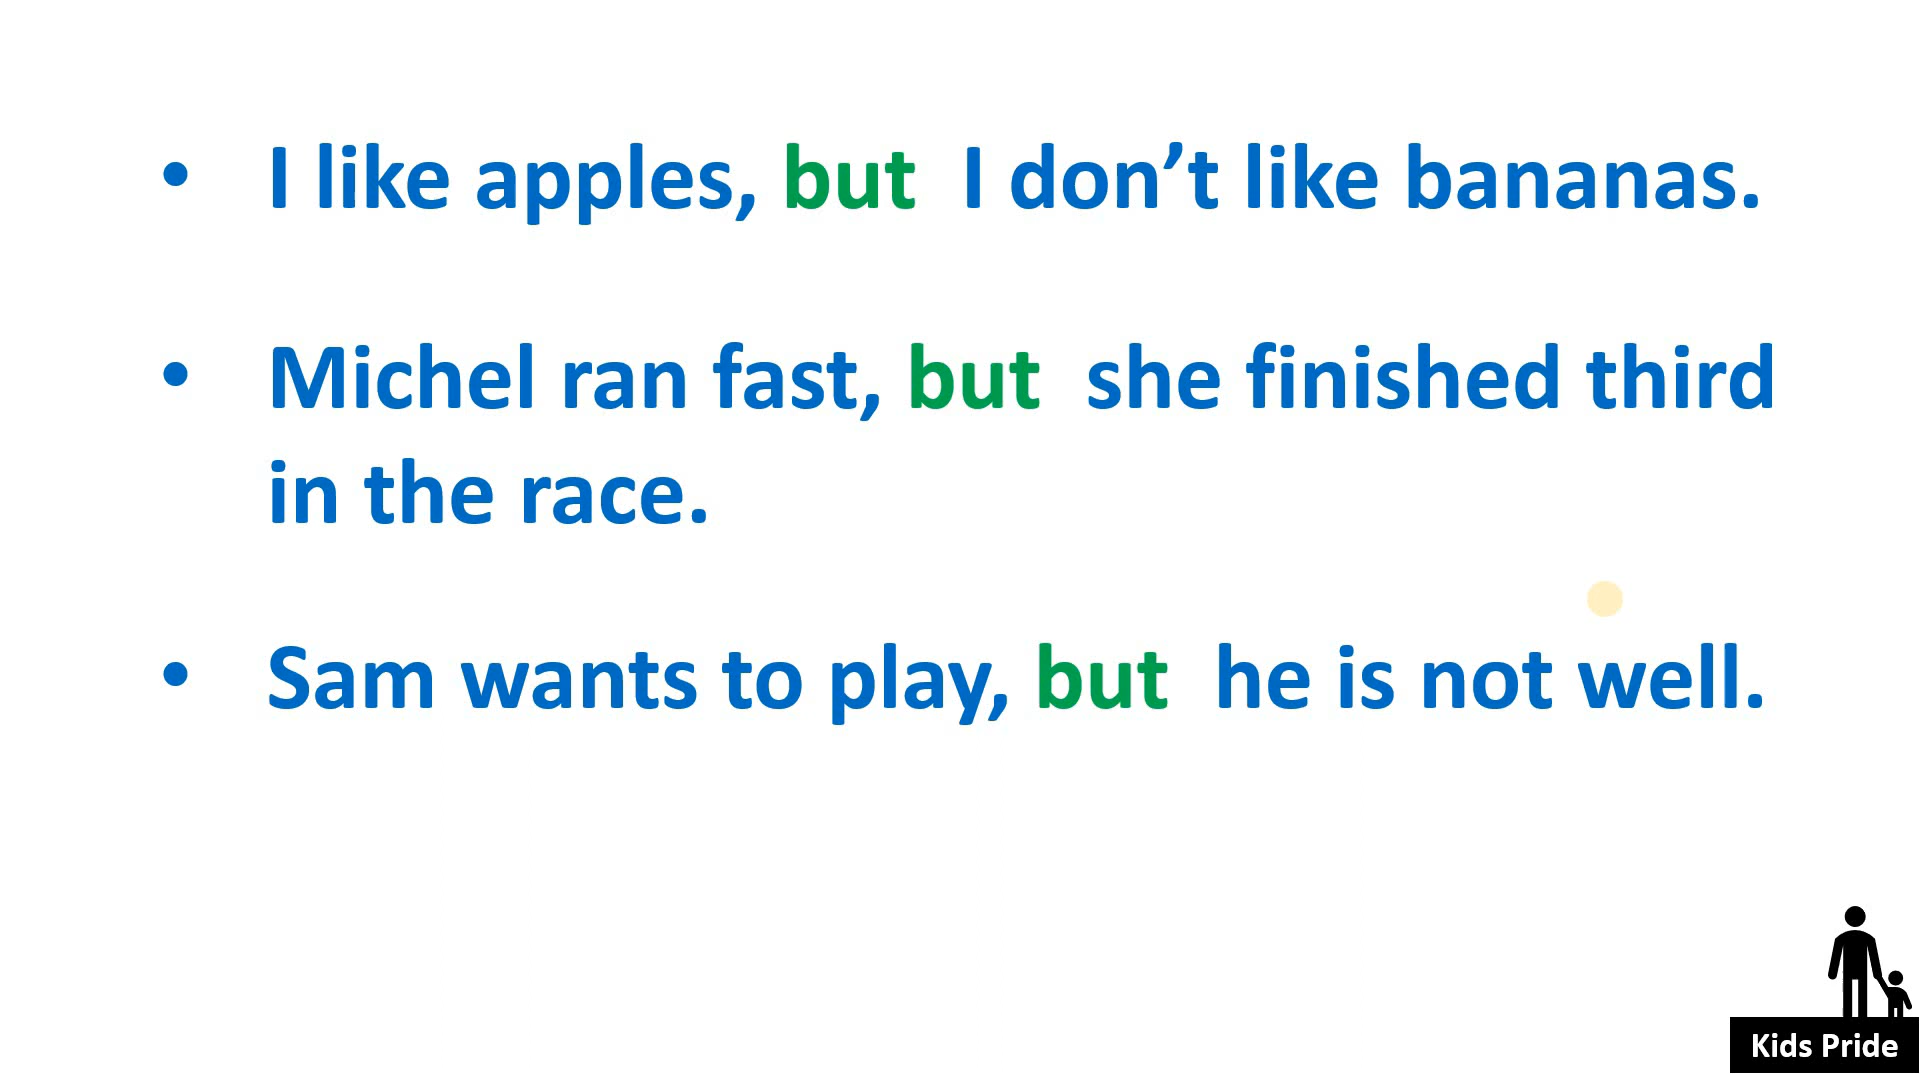 • I like apples, but I don’t like bananas.
• Michel ran fast, but she finished third
in the race.
• Sam wants to play, but he is not well.
Kids Pride